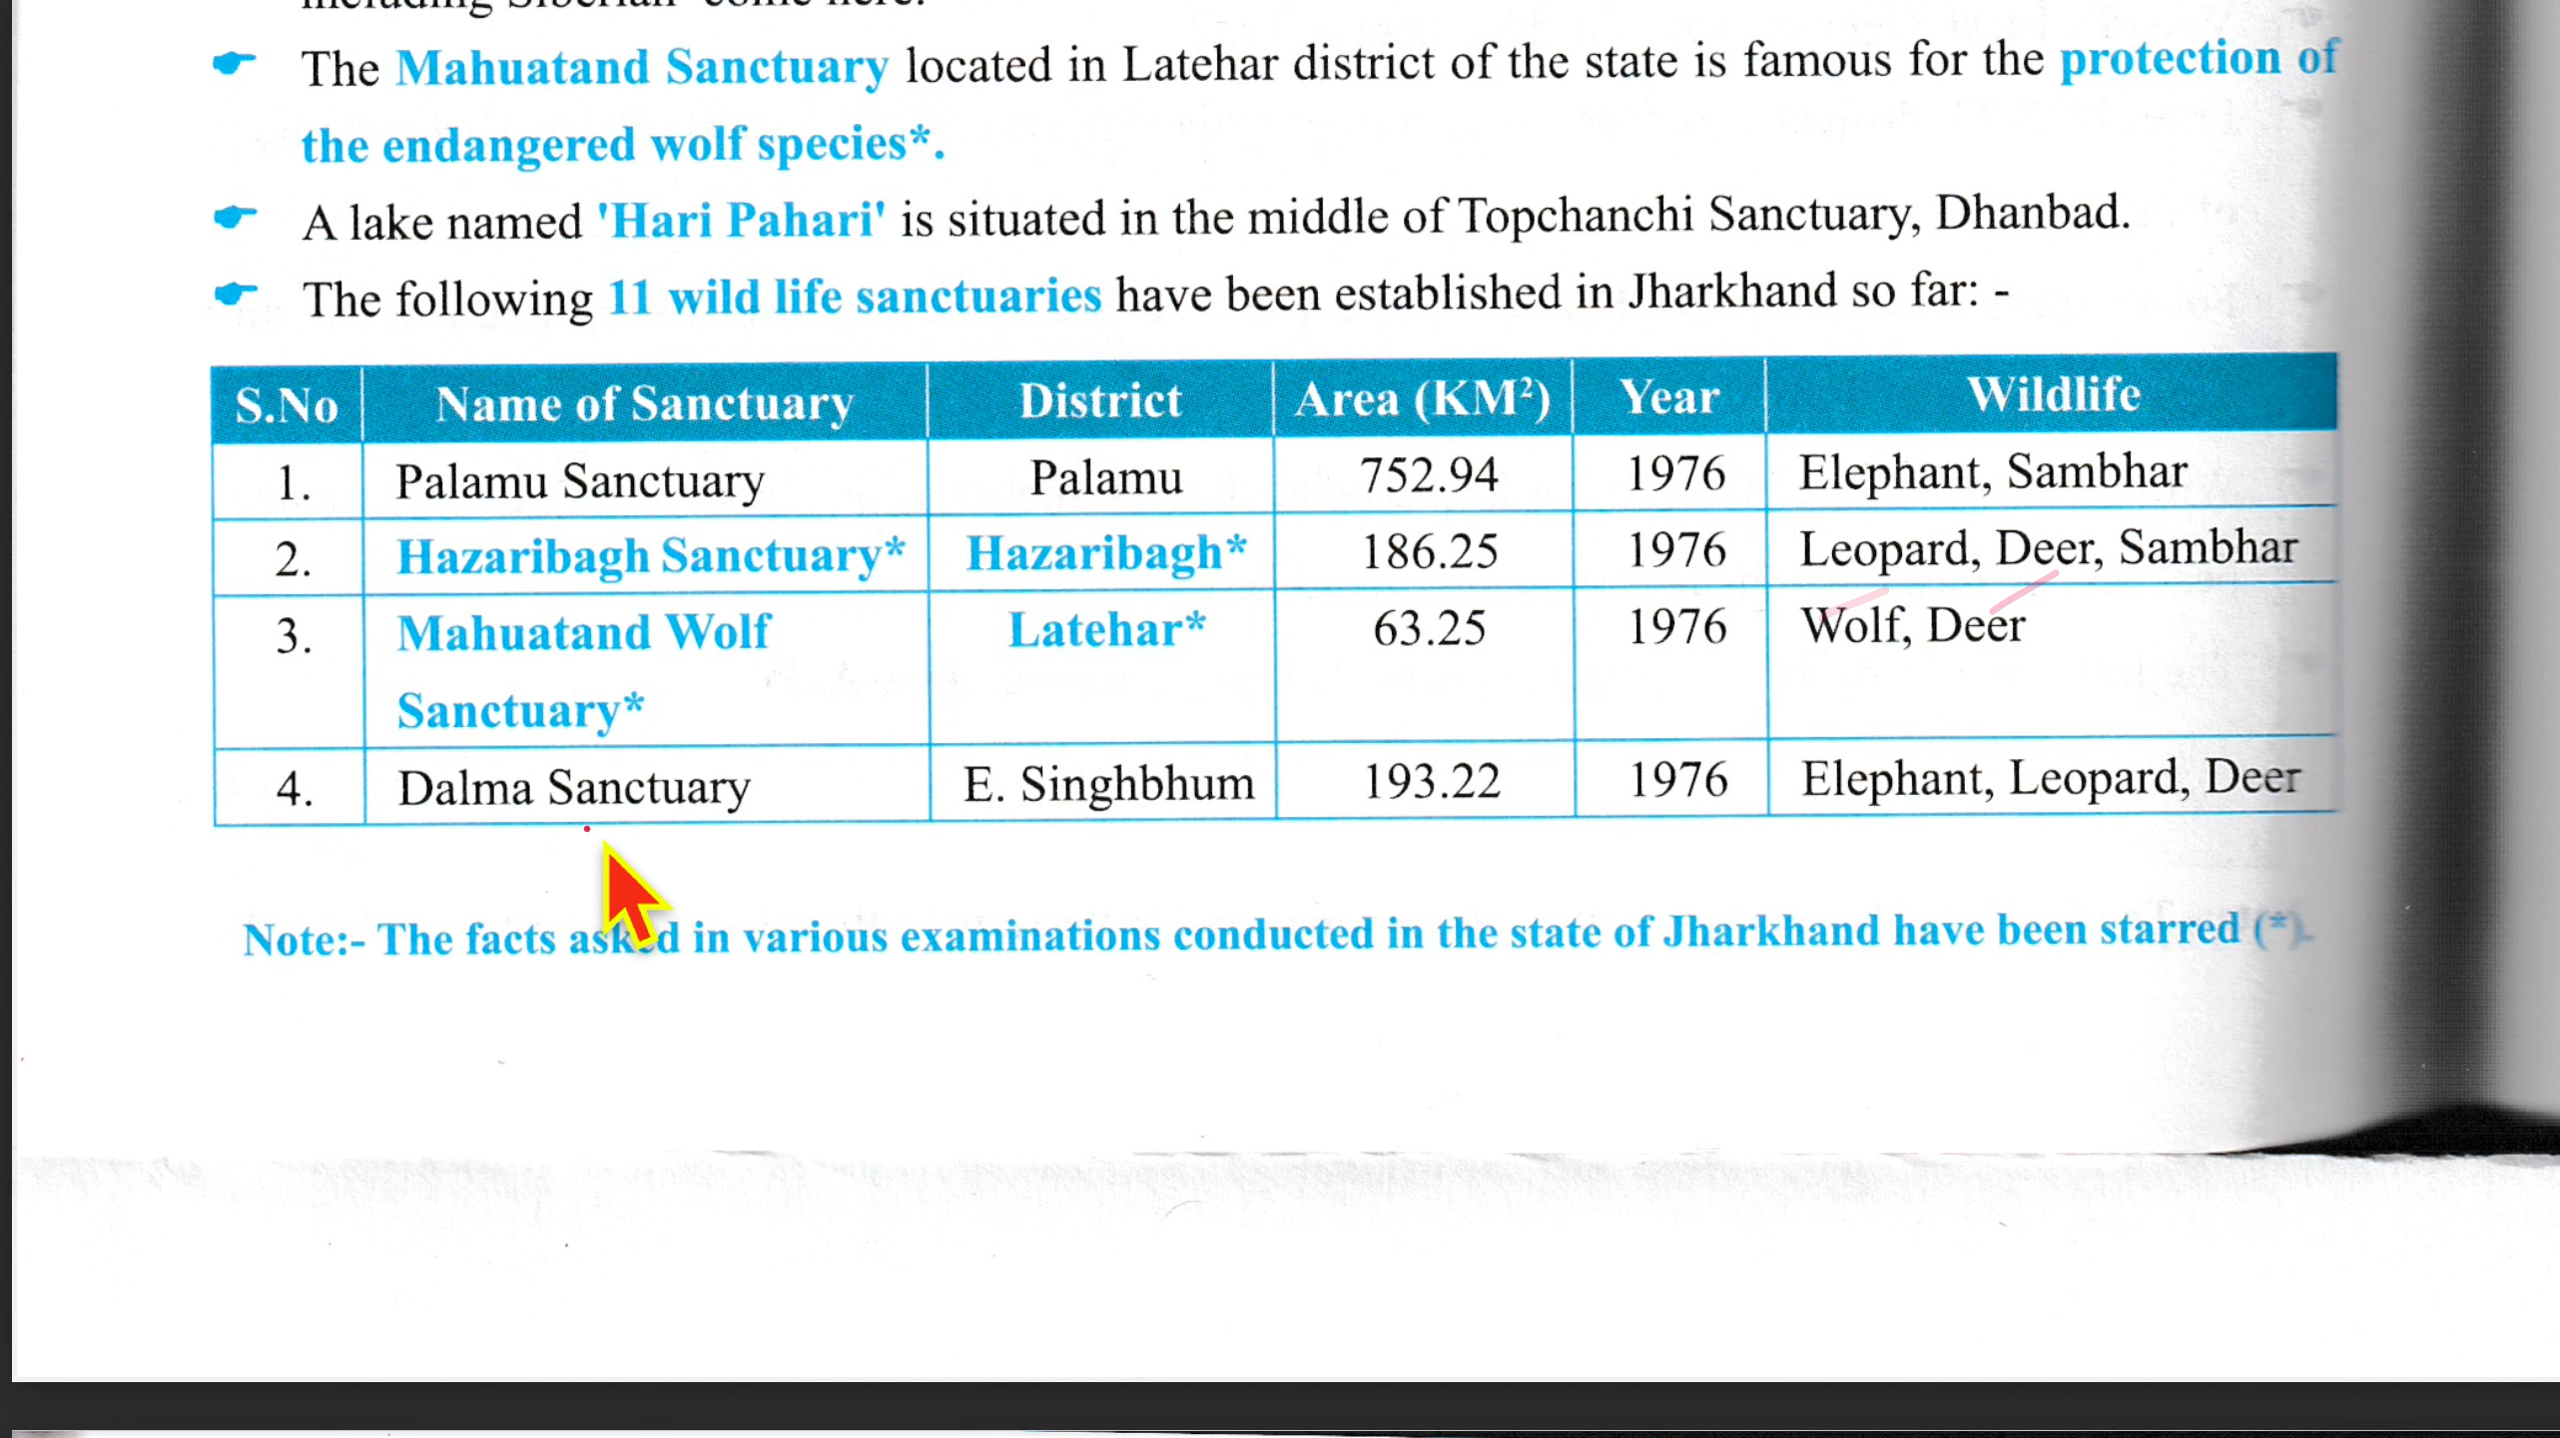 including Siberian come here.
The Mahuatand Sanctuary located in Latehar district of the state is famous for the protection of
the endangered wolf species*.
A lake named 'Hari Pahari' is situated in the middle of Topchanchi Sanctuary, Dhanbad.
The following 11 wild life sanctuaries have been established in Jharkhand so far: -
S.No Name of Sanctuary District Area (KM²) Year Wildlife
1. Palamu Sanctuary Palamu 752.94 1976 Elephant, Sambhar
2. Hazaribagh Sanctuary* Hazaribagh* 186.25 1976 Leopard, Deer, Sambhar
3. Mahuatand Wolf Latehar* 63.25 1976 Wolf, Deer
Sanctuary*
4. Dalma Sanctuary E. Singhbhum 193.22 1976 Elephant, Leopard, Deer
Note:- The facts asked in various examinations conducted in the state of Jharkhand have been starred (*).